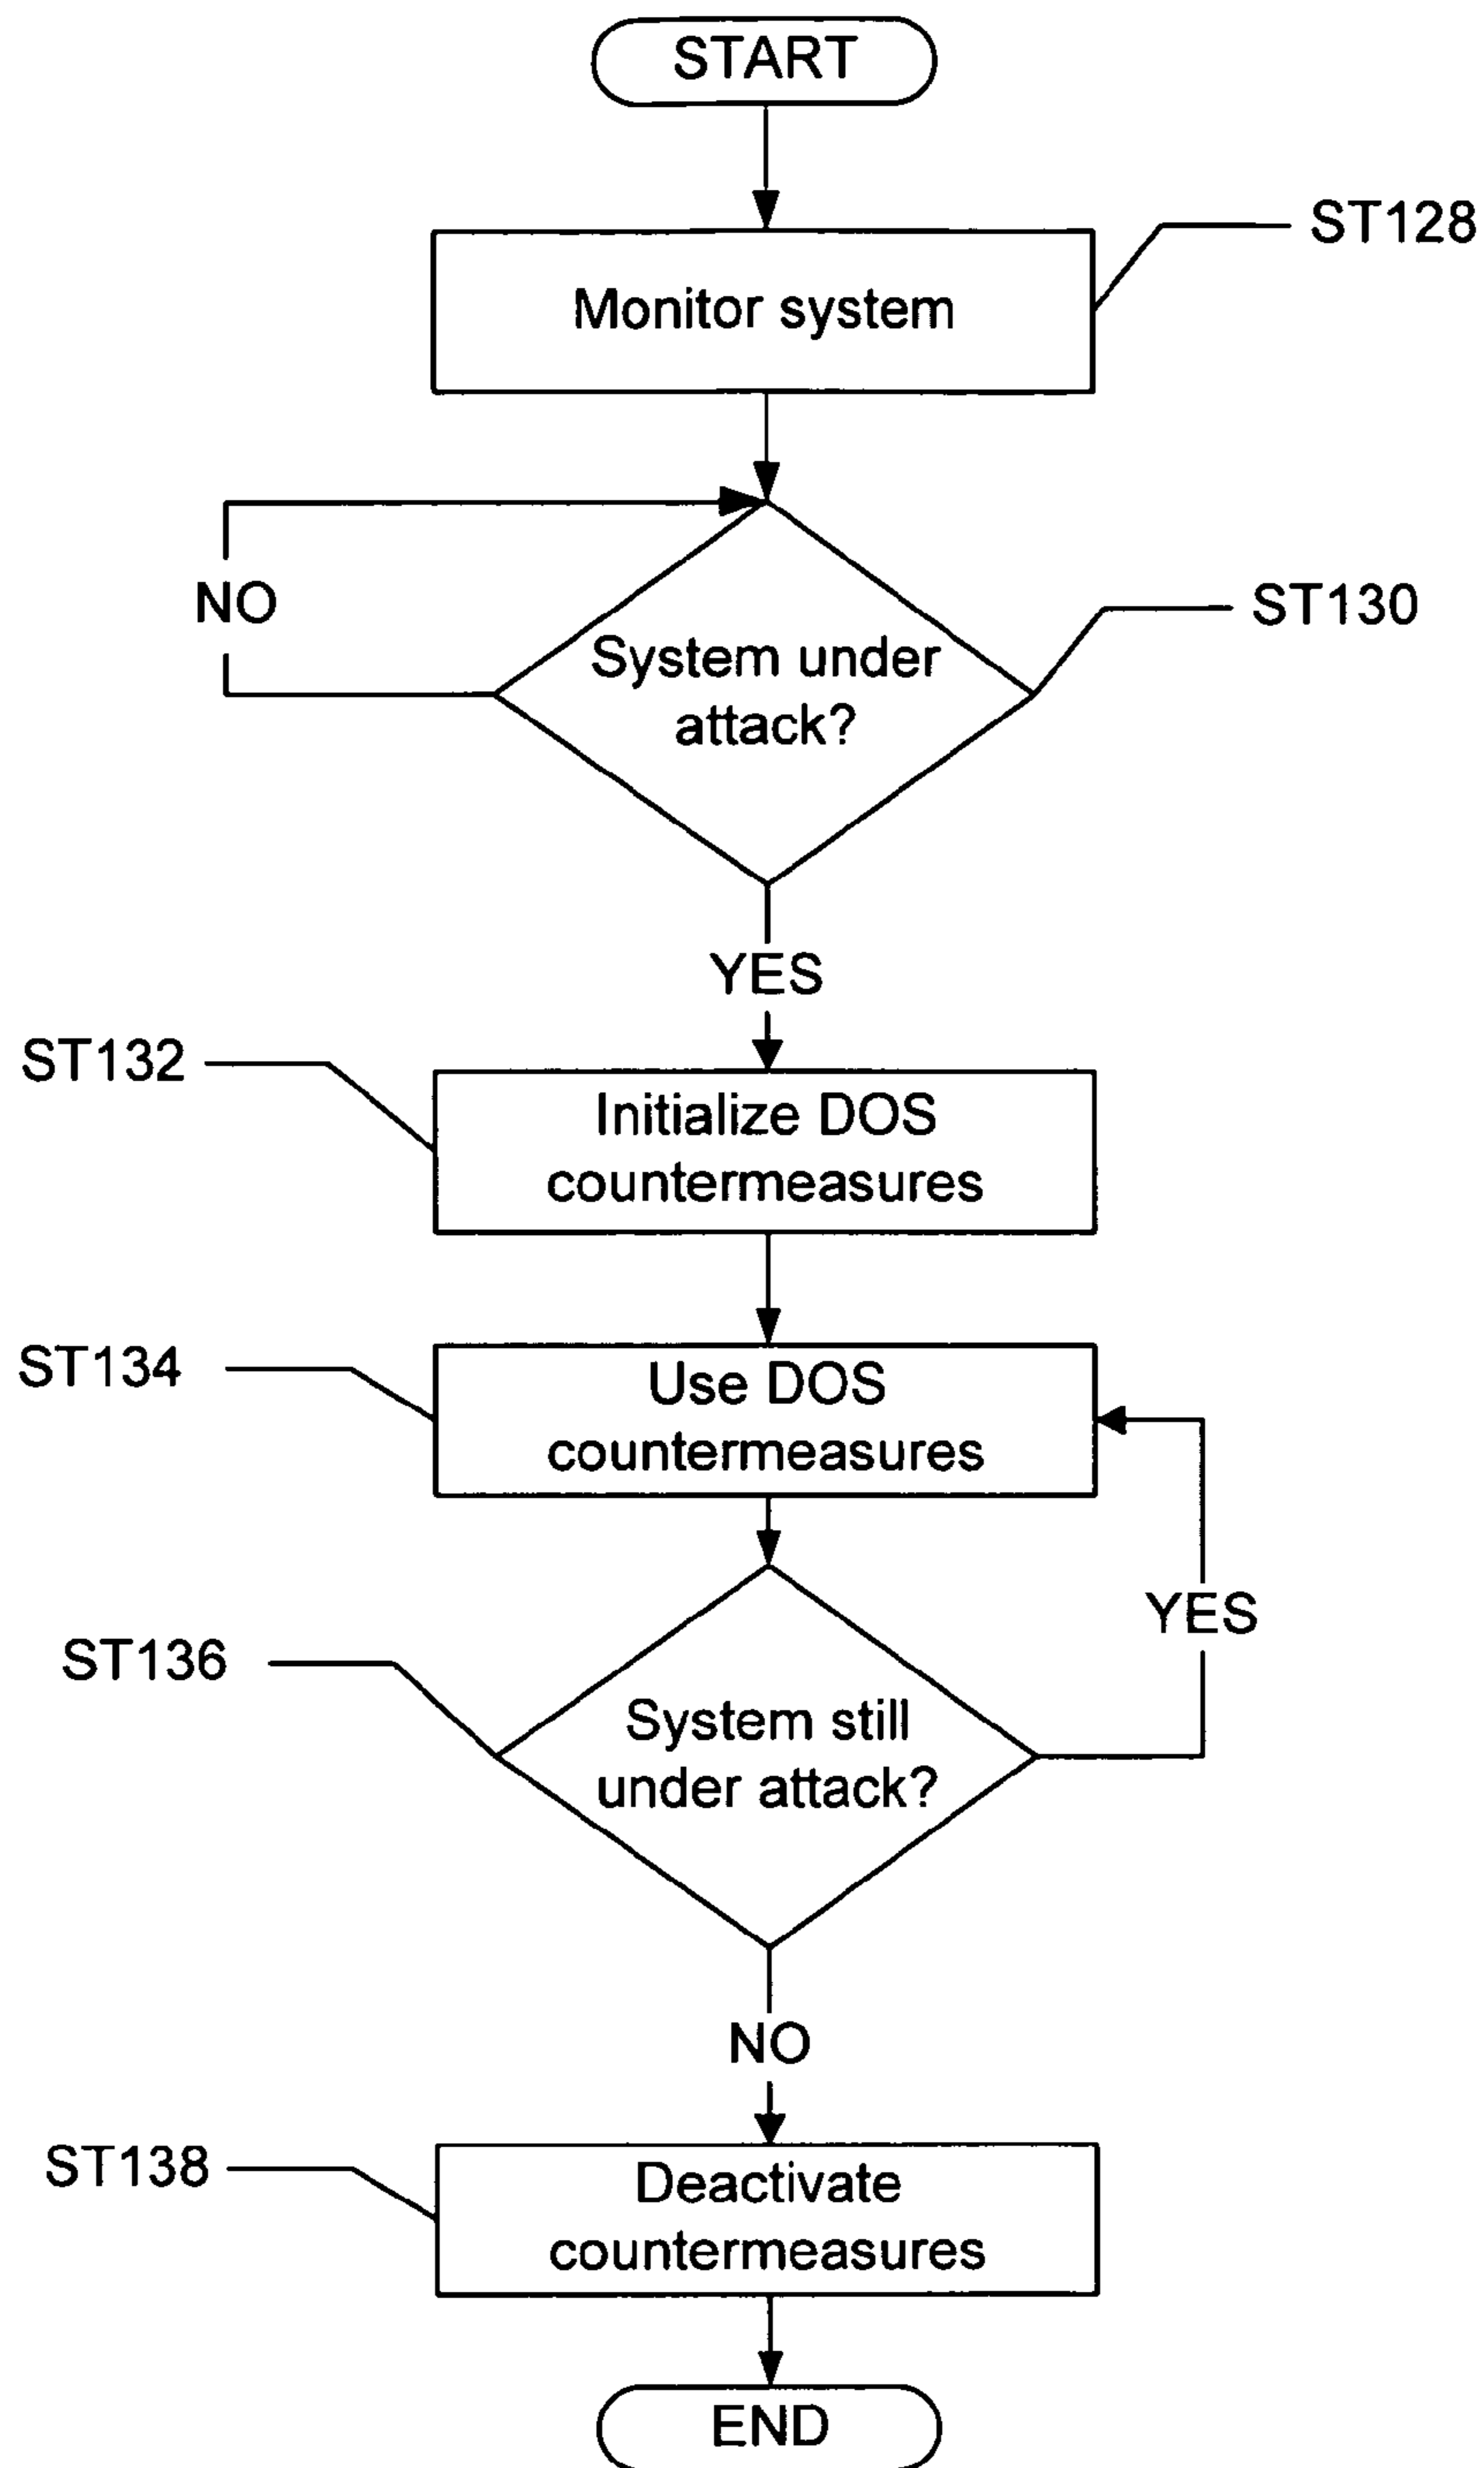 START
ST128
Monitor system
NO
ST130
System under
attack?
YES
ST132
Initialize DOS
countermeasures
ST134
Use DOS
countermeasures
YES
ST136
System still
under attack?
NO
ST138
Deactivate
countermeasures
END